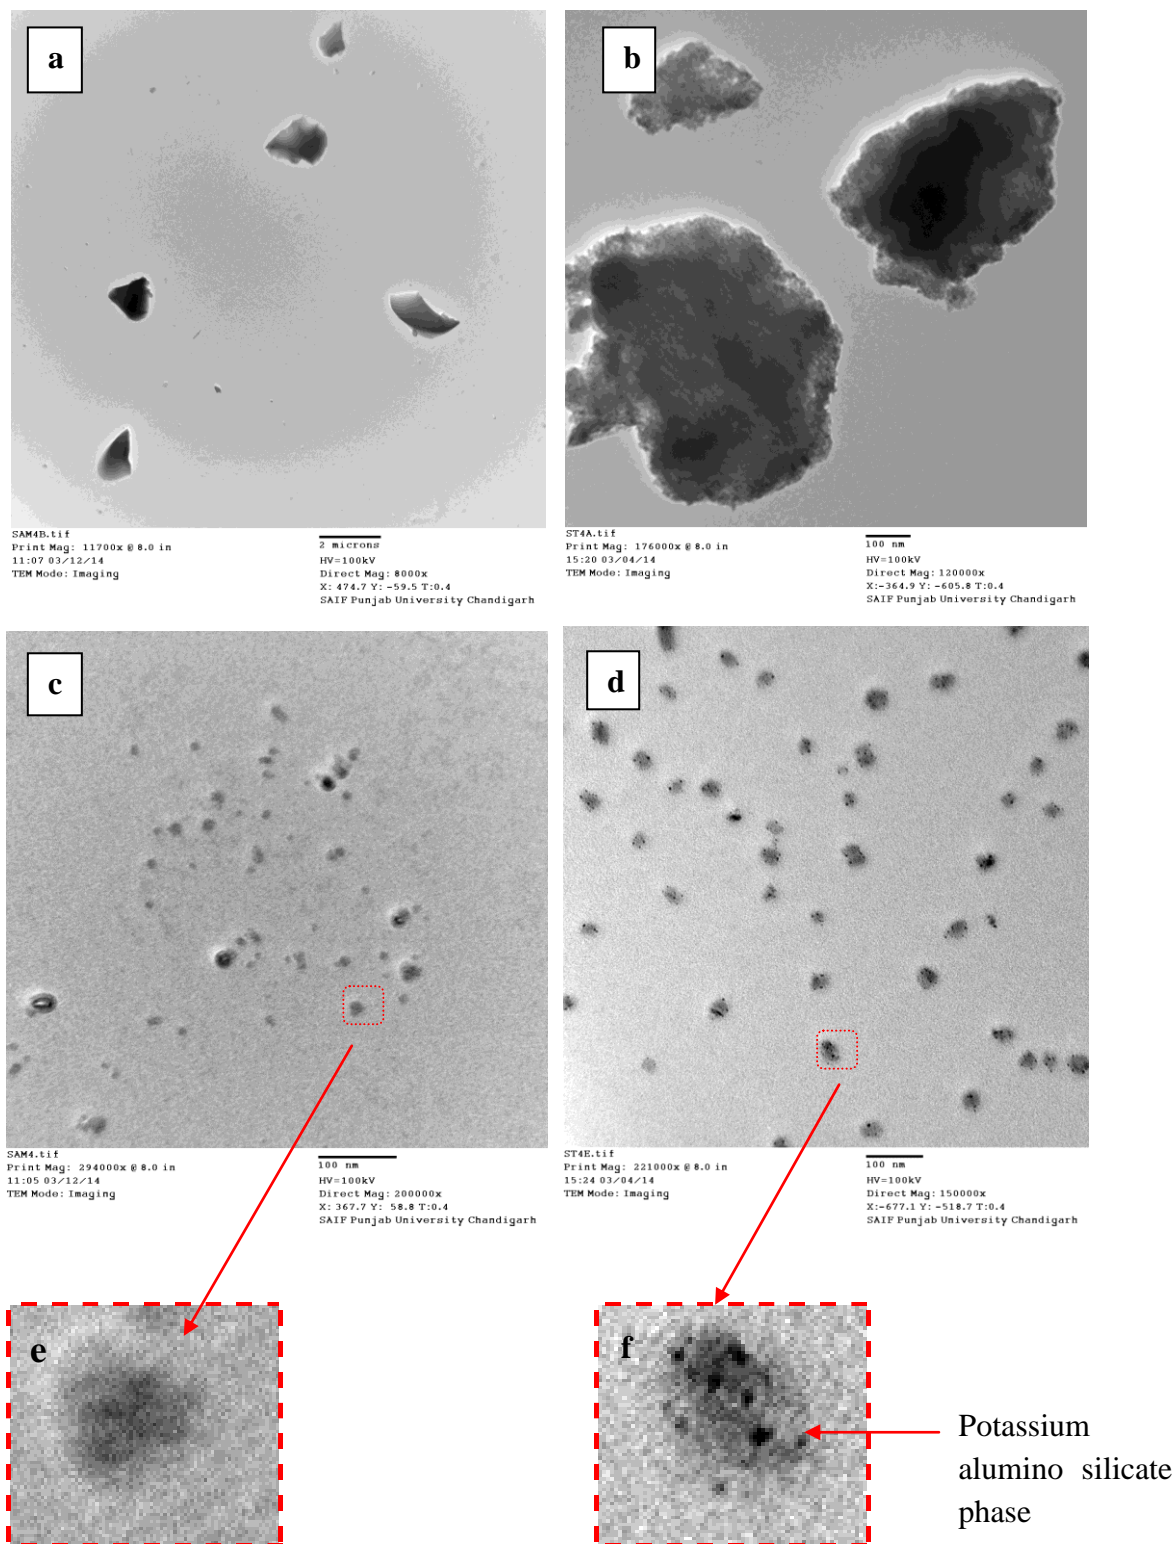 a
b
SAM4B.tif
Print Mag: 11700x @ 8.0 in
11:07 03/12/14
TEM Mode: Imaging
2 microns
HV=100kV
Direct Mag: 8000x
X: 474.7 Y: -59.5 T:0.4
SAIF Punjab University Chandigarh
ST4A.tif
Print Mag: 176000x @ 8.0 in
15:20 03/04/14
TEM Mode: Imaging
100 nm
HV=100kV
Direct Mag: 120000x
X:-364.9 Y: -605.8 T:0.4
SAIF Punjab University Chandigarh
c
d
SAM4.tif
Print Mag: 294000x @ 8.0 in
11:05 03/12/14
TEM Mode: Imaging
100 nm
HV=100kV
Direct Mag: 200000x
X: 367.7 Y: 58.8 T:0.4
SAIF Punjab University Chandigarh
ST4E.tif
Print Mag: 221000x @ 8.0 in
15:24 03/04/14
TEM Mode: Imaging
100 nm
HV=100kV
Direct Mag: 150000x
X:-677.1 Y: -518.7 T:0.4
SAIF Punjab University Chandigarh
e
f
Potassium
alumino silicate
phase